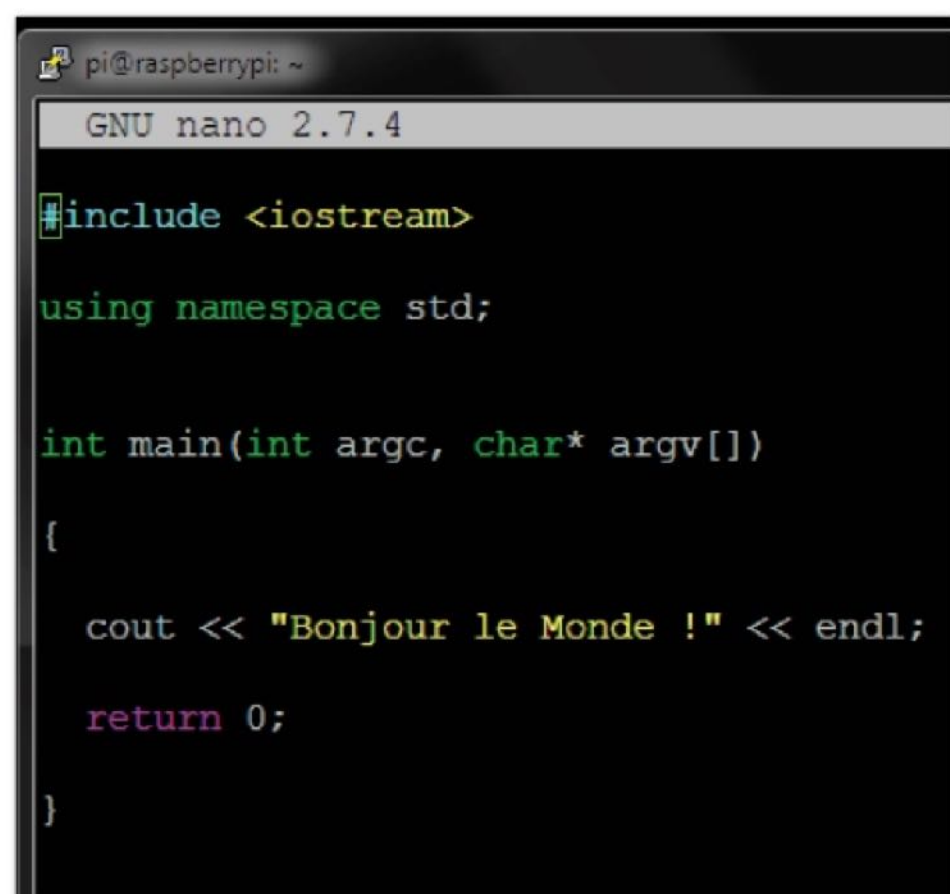 pi@raspberrypi: ~
GNU nano 2.7.4
#include <iostream>
using namespace std;
int main(int argc, char* argv[])
{
cout << "Bonjour le Monde !" << endl;
return 0;
}